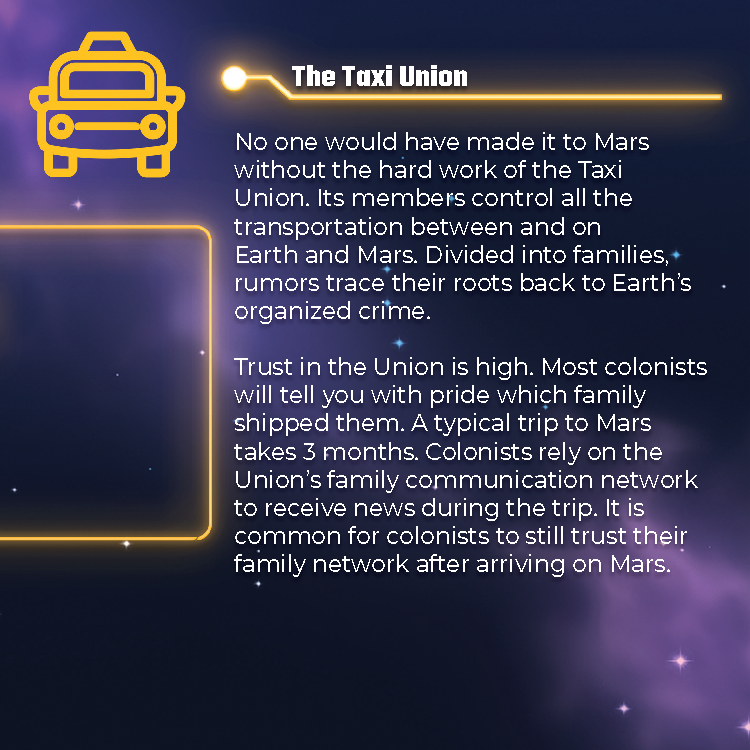 The Taxi Union
No one would have made it to Mars
without the hard work of the Taxi
Union. Its members control all the
transportation between and on
Earth and Mars. Divided into families,
rumors trace their roots back to Earth’s
organized crime.
Trust in the Union is high. Most colonists
will tell you with pride which family
shipped them. A typical trip to Mars
takes 3 months. Colonists rely on the
Union’s family communication network
to receive news during the trip. It is
common for colonists to still trust their
family network after arriving on Mars.